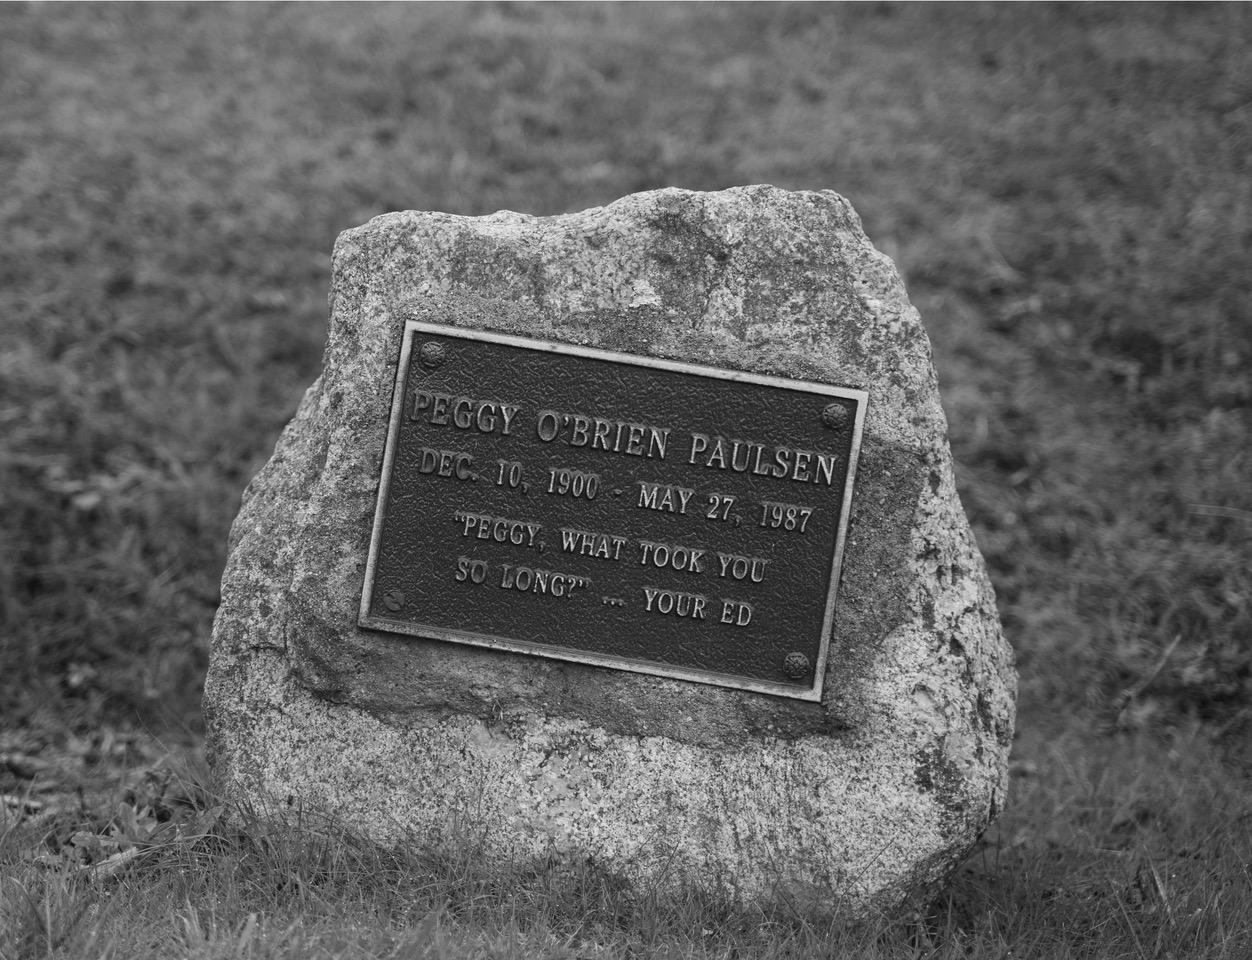 PEGGY O'BRIEN PAULSEN
DEC. 10, 1900 - MAY 27, 1987
"PEGGY, WHAT TOOK YOU
SO LONG?" ... YOUR ED